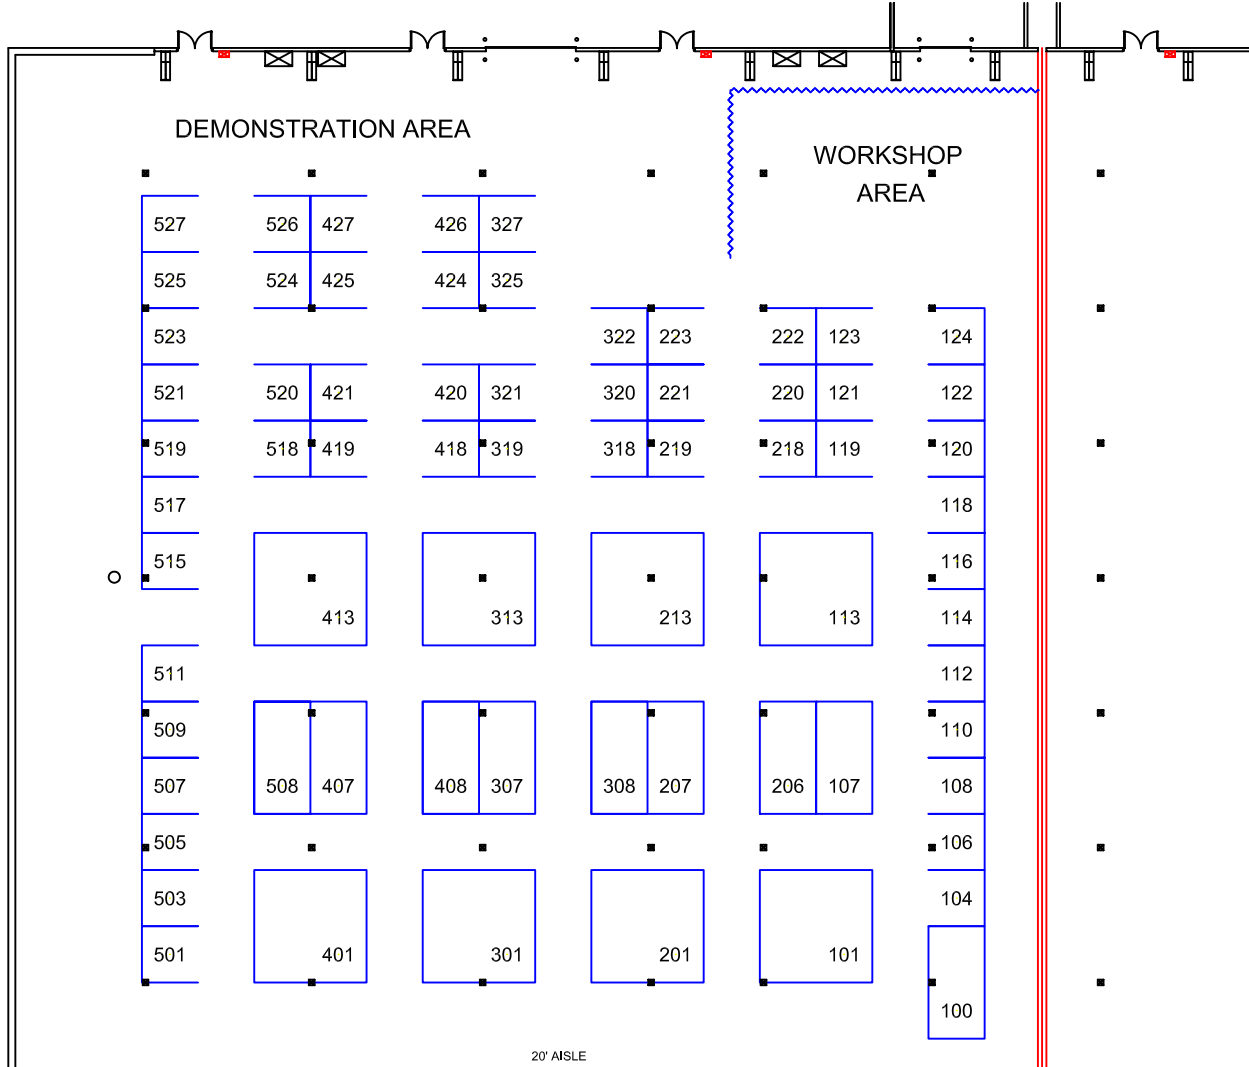 DEMONSTRATION AREA
WORKSHOP
AREA
527 526 427 426 327
525 524 425 424 325
523 322 223 222 123 124
521 520 421 420 321 320 221 220 121 122
519 518 419 418 319 318 219 218 119 120
517 118
515 116
413 313 213 113 114
511 112
509 110
507 508 407 408 307 308 207 206 107 108
505 106
503 104
501 401 301 201 101
100
20' AISLE